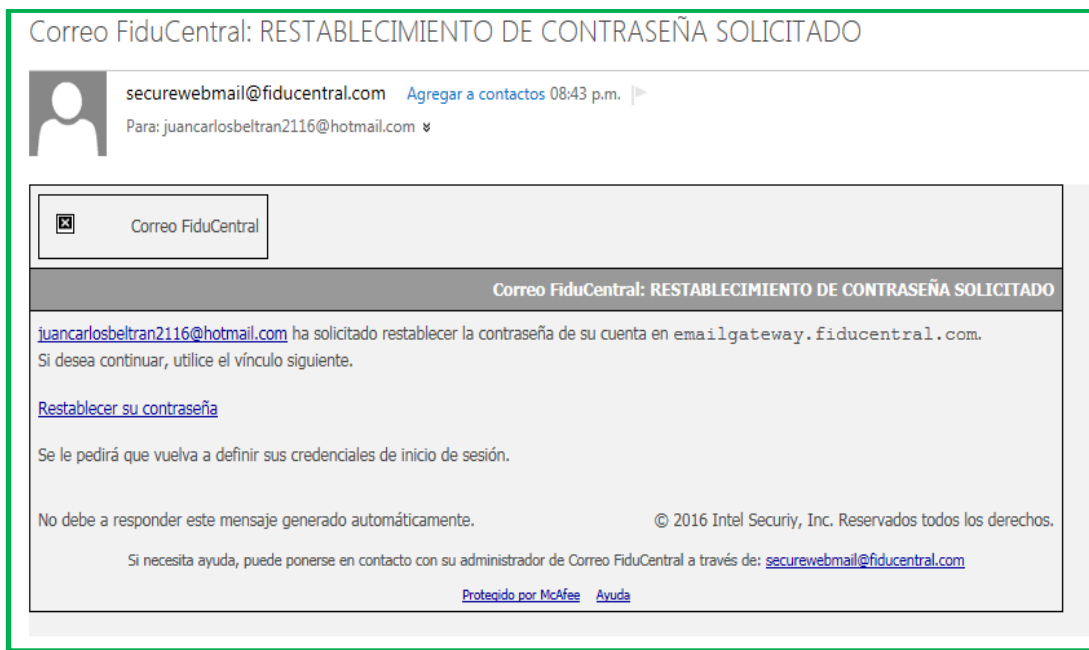 Correo FiduCentral: RESTABLECIMIENTO DE CONTRASEÑA SOLICITADO
securewebmail@fiducentral.com Agregar a contactos 08:43 p.m.
Para: juancarlosbeltran2116@hotmail.com
Correo FiduCentral
Correo FiduCentral: RESTABLECIMIENTO DE CONTRASEÑA SOLICITADO
juancarlosbeltran2116@hotmail.com ha solicitado restablecer la contraseña de su cuenta en emailgateway.fiducentral.com.
Si desea continuar, utilice el vínculo siguiente.
Restablecer su contraseña
Se le pedirá que vuelva a definir sus credenciales de inicio de sesión.
No debe a responder este mensaje generado automáticamente. © 2016 Intel Securiy, Inc. Reservados todos los derechos.
Si necesita ayuda, puede ponerse en contacto con su administrador de Correo FiduCentral a través de: securewebmail@fiducentral.com
Protegido por McAfee Ayuda